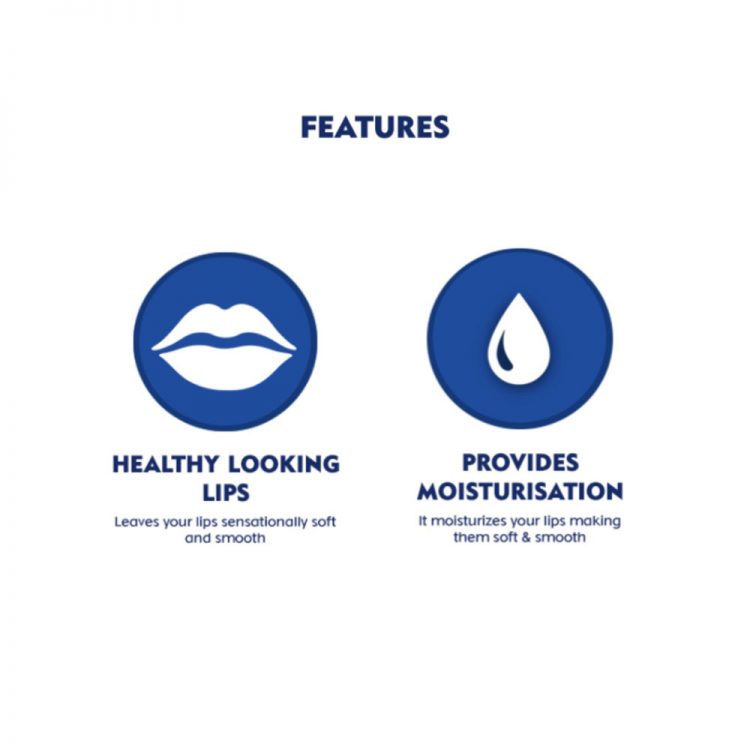 FEATURES
HEALTHY LOOKING
LIPS
Leaves your lips sensationally soft
and smooth
PROVIDES
MOISTURISATION
It moisturizes your lips making
them soft & smooth